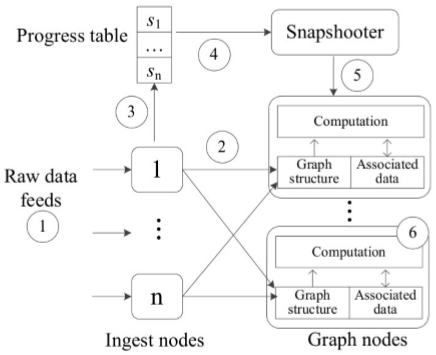 Progress table
s1
...
sn
Snapshooter
4
5
3
2
Computation
Graph
structure
Associated
data
1
Raw data
feeds
1
n
6
Computation
Graph
structure
Associated
data
Ingest nodes
Graph nodes